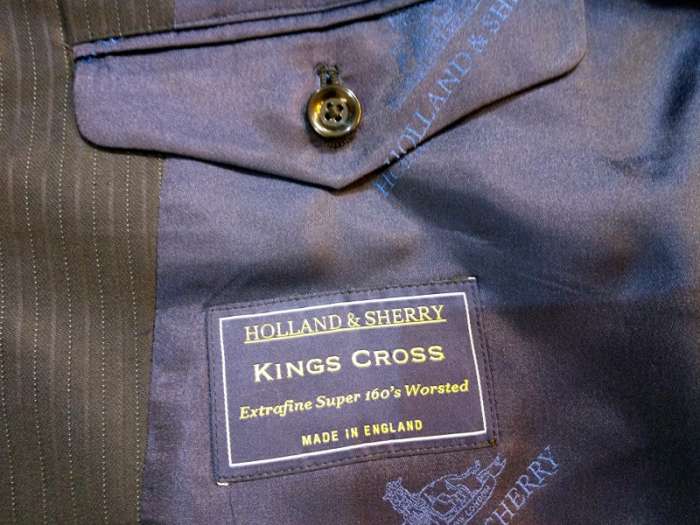 HOLLAND & SHERRY
HOLLAND & SHERRY
KINGS CROSS
Extrafine Super 160's Worsted
MADE IN ENGLAND
SHERRY